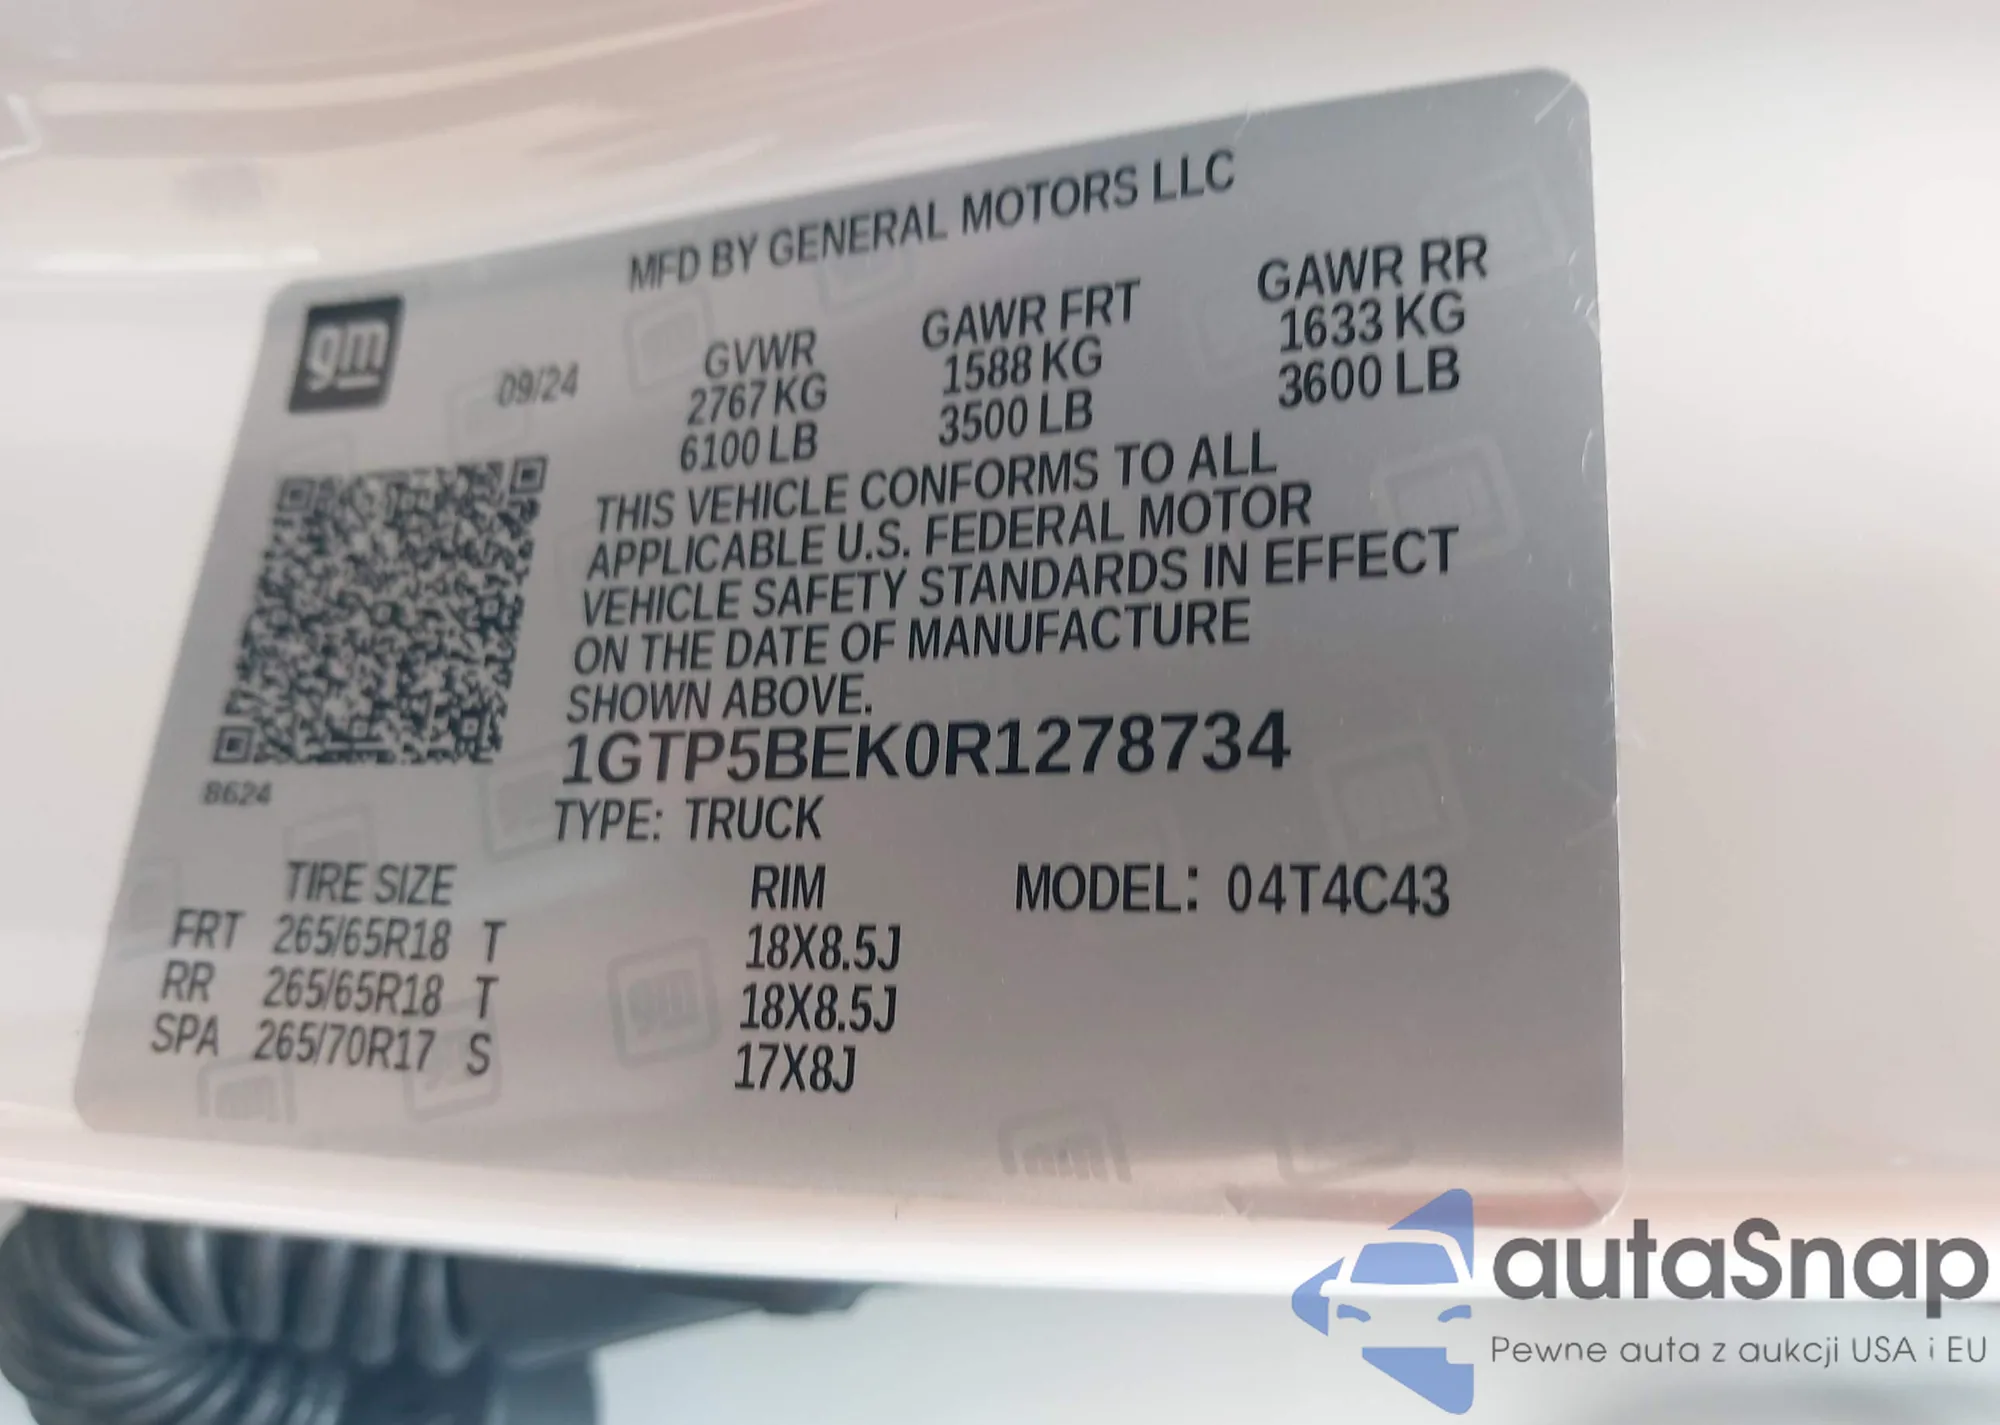 MFD BY GENERAL MOTORS LLC
gm
09/24
GVWR
2767 KG
6100 LB
GAWR FRT
1588 KG
3500 LB
GAWR RR
1633 KG
3600 LB
THIS VEHICLE CONFORMS TO ALL
APPLICABLE U.S. FEDERAL MOTOR
VEHICLE SAFETY STANDARDS IN EFFECT
ON THE DATE OF MANUFACTURE
SHOWN ABOVE.
1GTP5BEK0R1278734
8624
TYPE: TRUCK
TIRE SIZE RIM MODEL: 04T4C43
FRT 265/65R18 T 18X8.5J
RR 265/65R18 T 18X8.5J
SPA 265/70R17 S 17X8J
autaSnap
Pewne auta z aukcji USA i EU